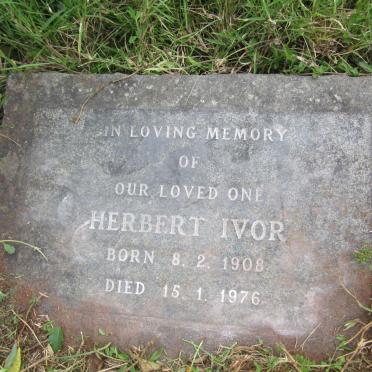 IN LOVING MEMORY
OF
OUR LOVED ONE
HERBERT IVOR
BORN 8. 2. 1908
DIED 15. 1. 1976